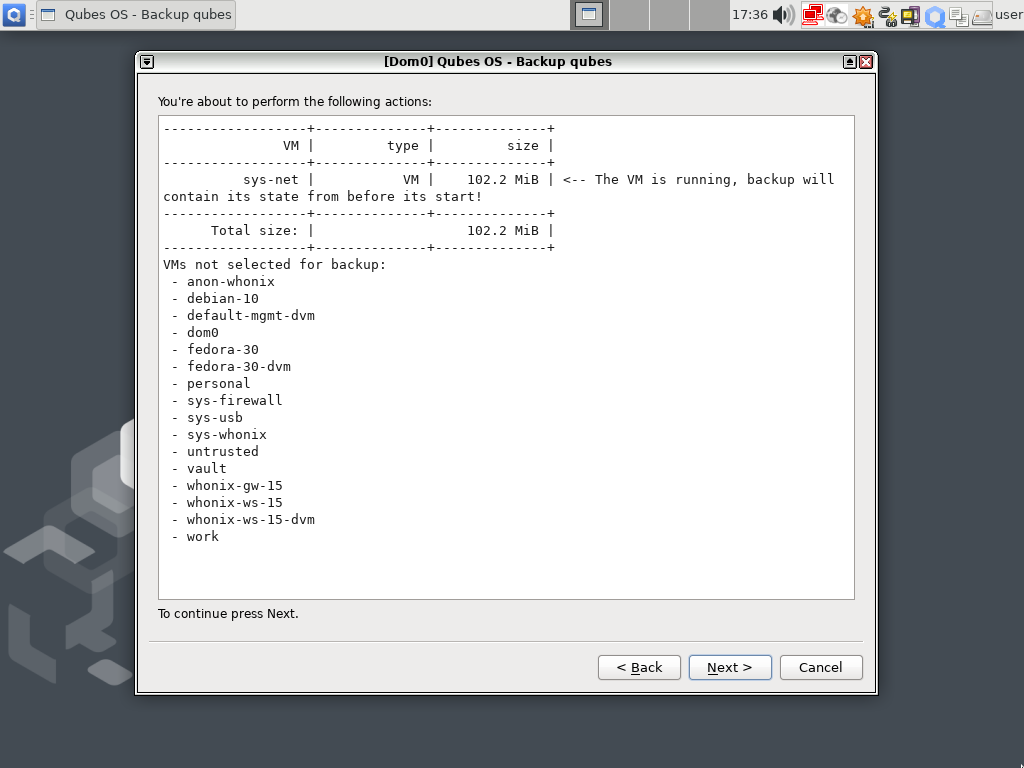 Qubes OS - Backup qubes
17:36
user
[Dom0] Qubes OS - Backup qubes
You're about to perform the following actions:
------------------+--------------+--------------+
               VM |         type |         size |
------------------+--------------+--------------+
          sys-net |           VM |    102.2 MiB | <-- The VM is running, backup will
contain its state from before its start!
------------------+--------------+--------------+
      Total size: |                   102.2 MiB |
------------------+--------------+--------------+
VMs not selected for backup:
 - anon-whonix
 - debian-10
 - default-mgmt-dvm
 - dom0
 - fedora-30
 - fedora-30-dvm
 - personal
 - sys-firewall
 - sys-usb
 - sys-whonix
 - untrusted
 - vault
 - whonix-gw-15
 - whonix-ws-15
 - whonix-ws-15-dvm
 - work
To continue press Next.
< Back
Next >
Cancel